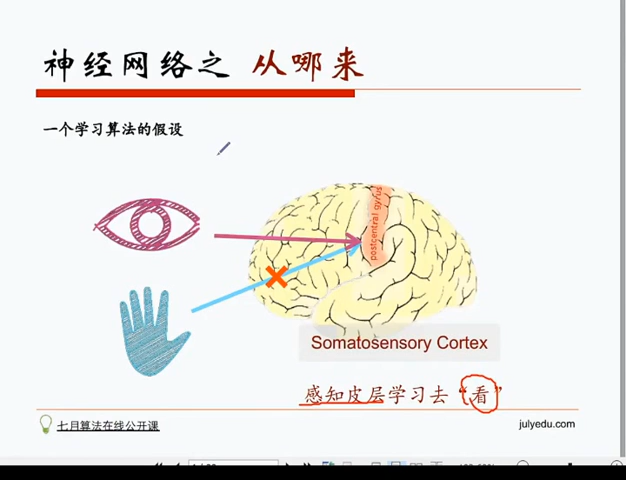 神经网络之 从哪来
一个学习算法的假设
postcentral gyrus
Somatosensory Cortex
感知皮层学习去“看”
七月算法在线公开课
julyedu.com